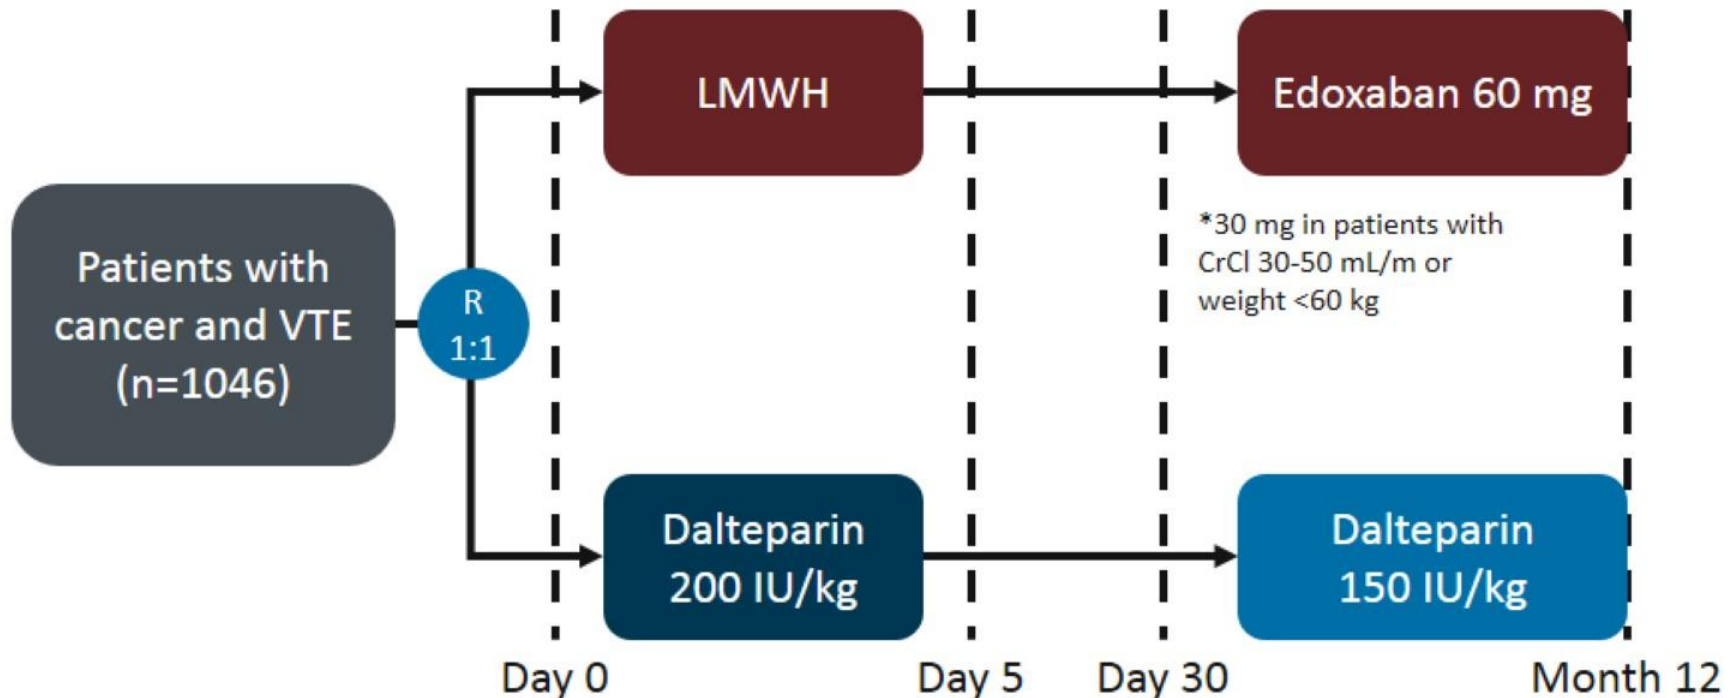 LMWH
Edoxaban 60 mg
Patients with
cancer and VTE
(n=1046)
R
1:1
*30 mg in patients with
CrCl 30-50 mL/m or
weight <60 kg
Dalteparin
200 IU/kg
Dalteparin
150 IU/kg
Day 0
Day 5
Day 30
Month 12